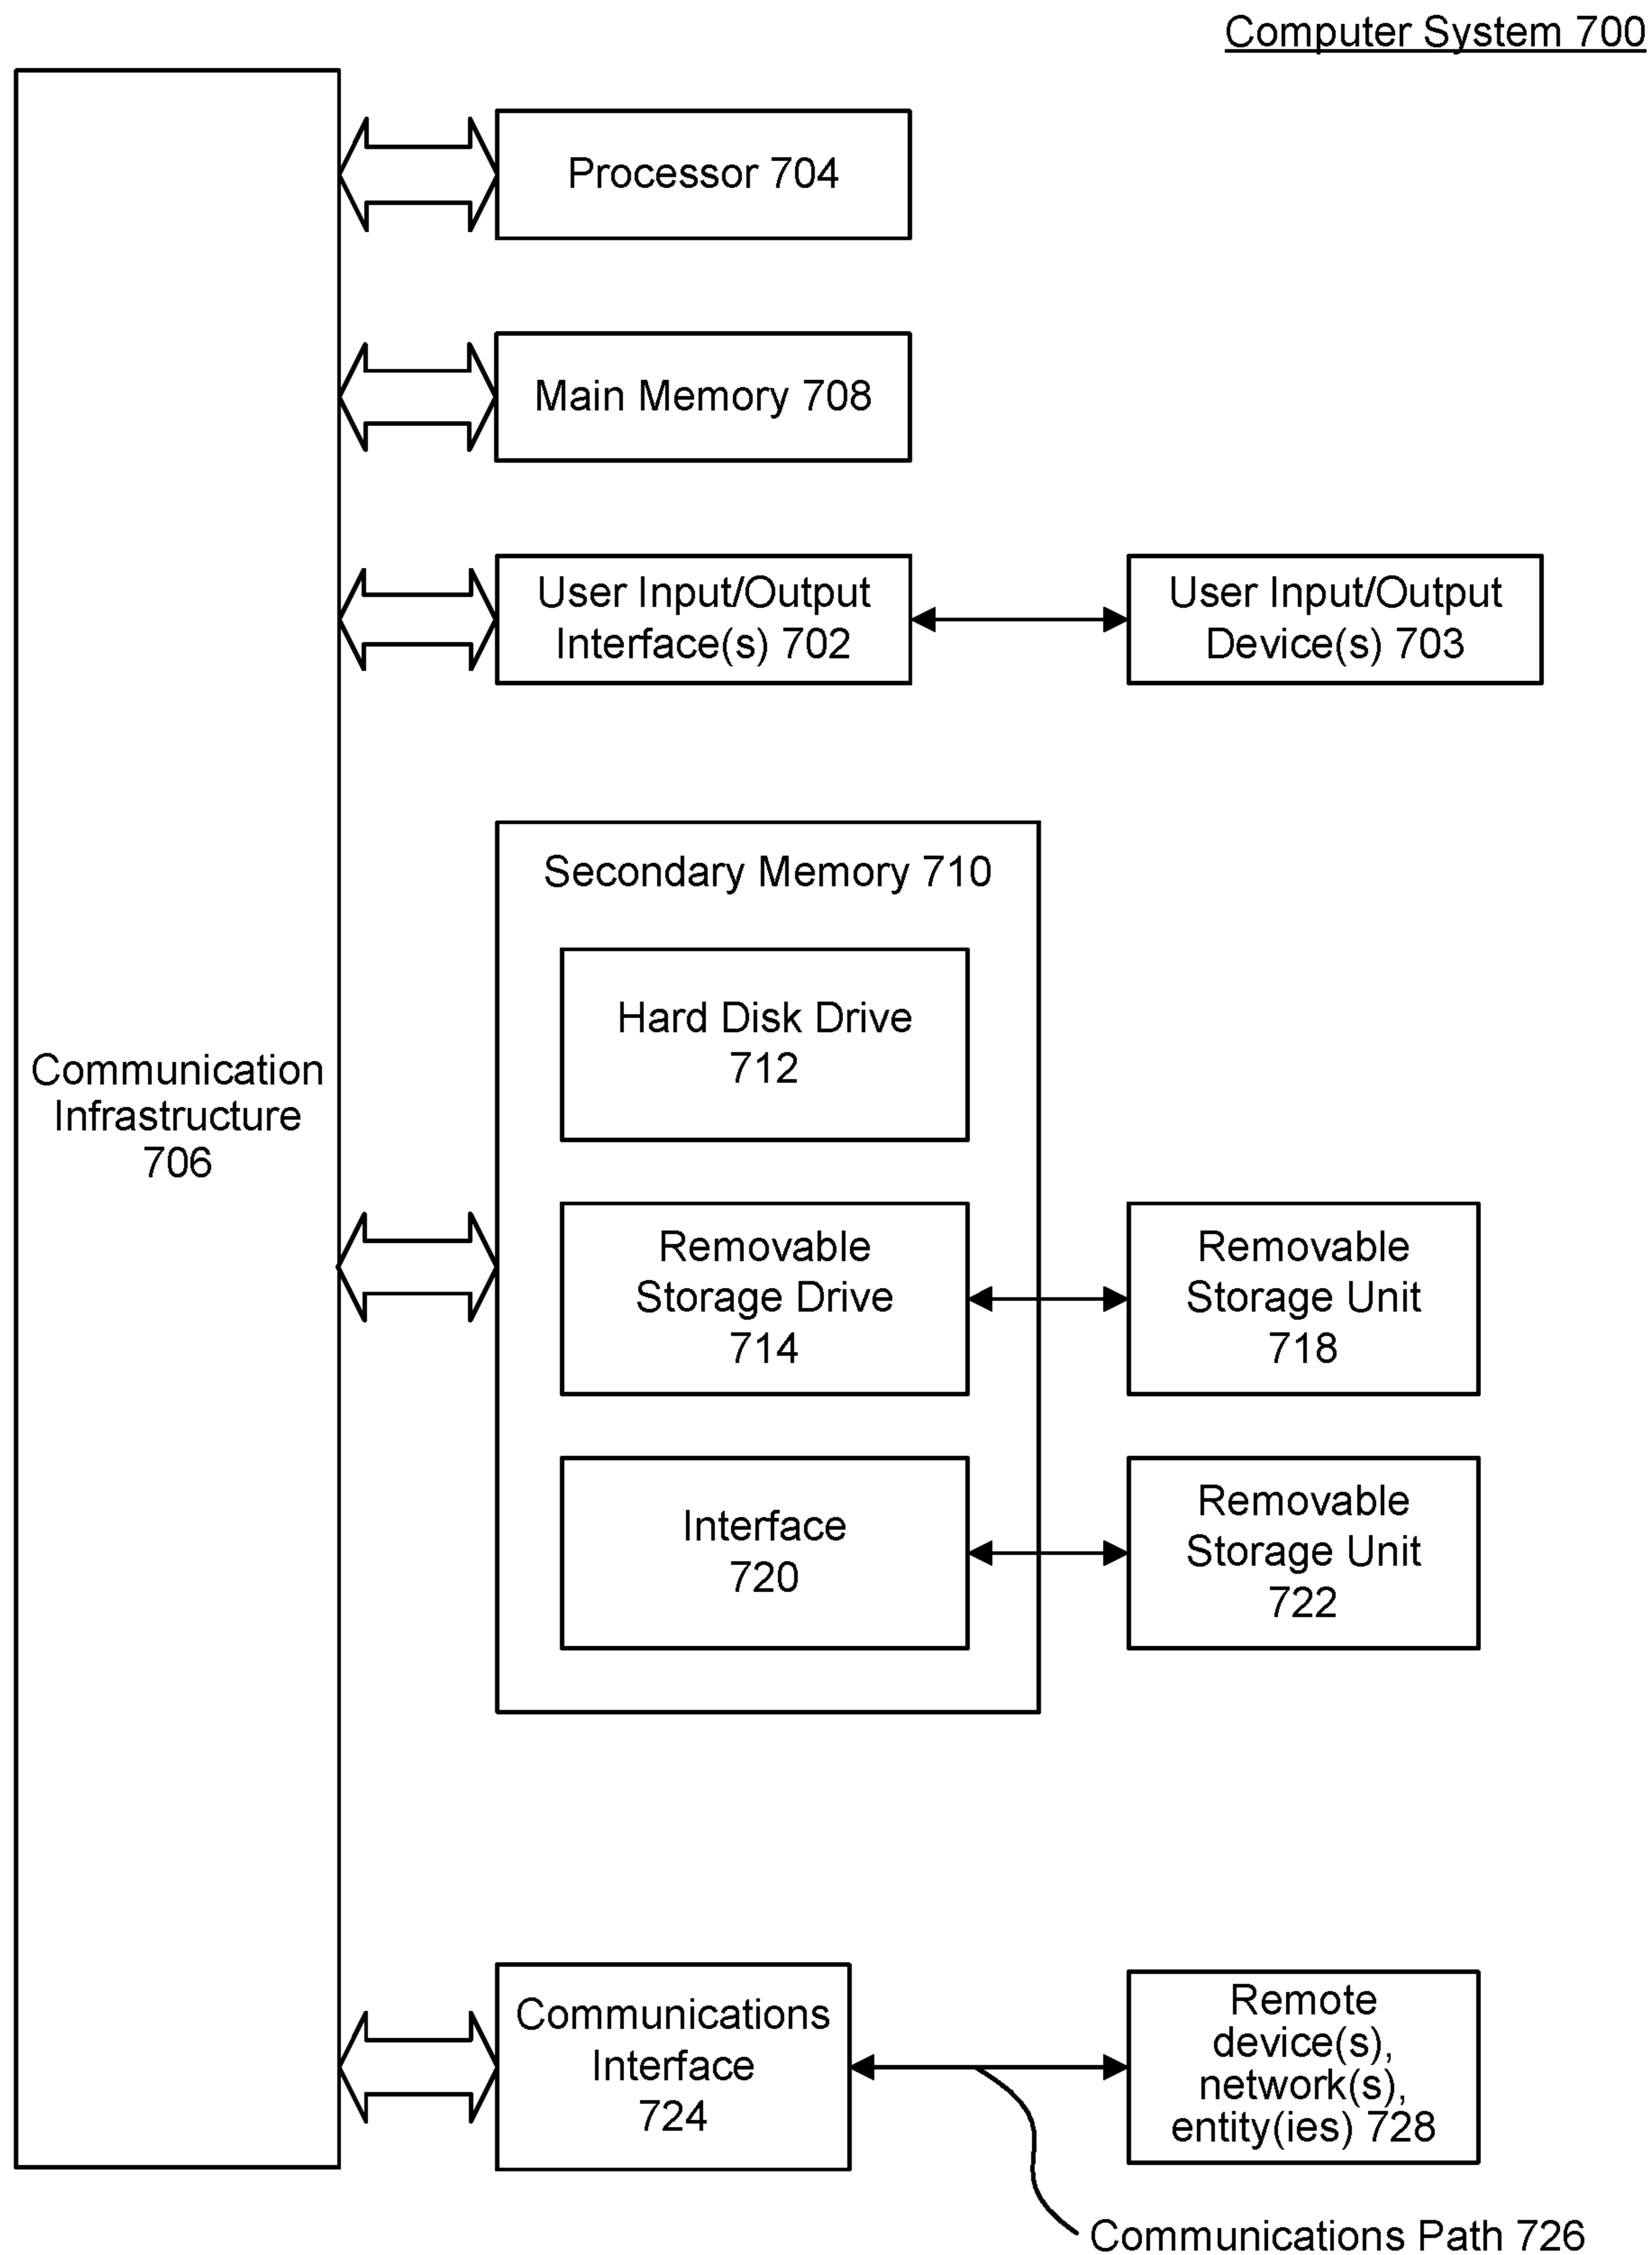 Computer System 700
Processor 704
Main Memory 708
User Input/Output
Interface(s) 702
User Input/Output
Device(s) 703
Secondary Memory 710
Hard Disk Drive
712
Communication
Infrastructure
706
Removable
Storage Drive
714
Removable
Storage Unit
718
Interface
720
Removable
Storage Unit
722
Communications
Interface
724
Remote
device(s),
network(s),
entity(ies) 728
Communications Path 726